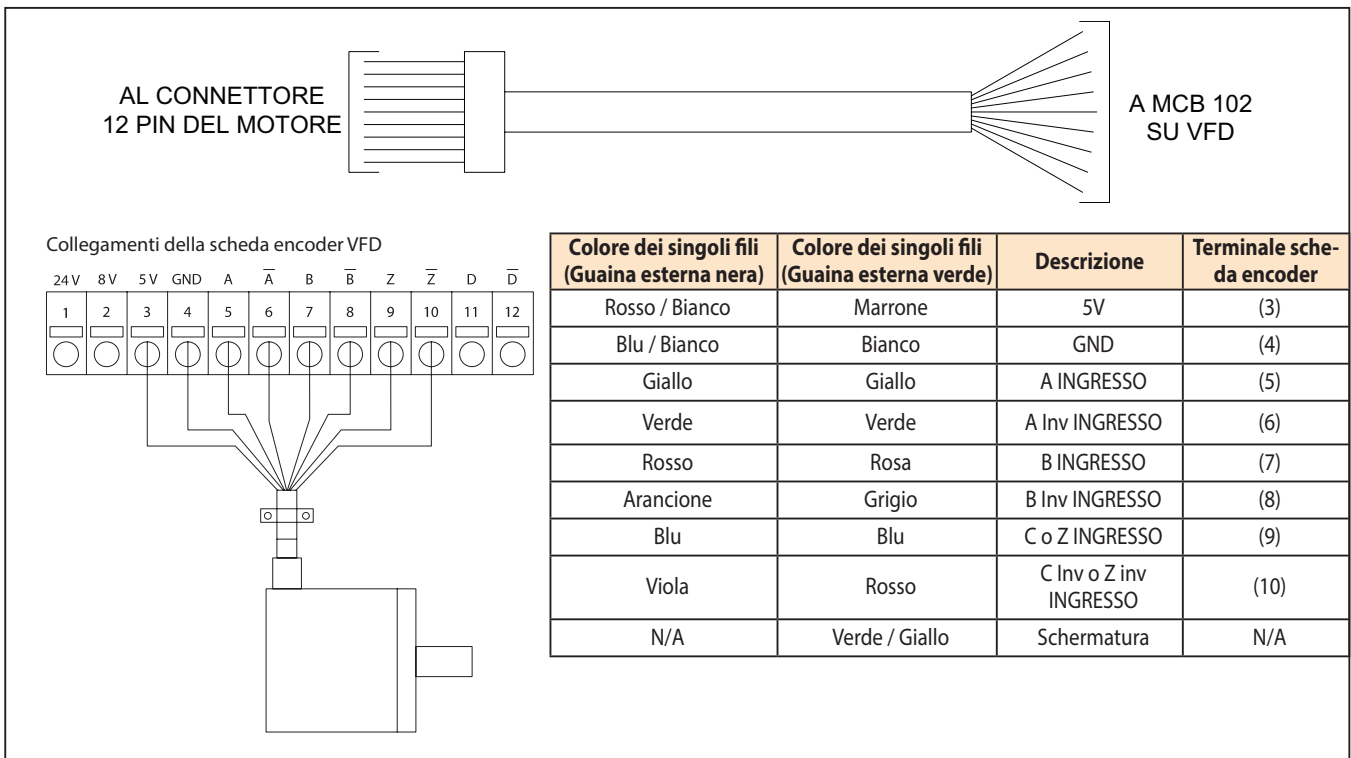 AL CONNETTORE
12 PIN DEL MOTORE
A MCB 102
SU VFD
Collegamenti della scheda encoder VFD
24 V 8 V 5 V GND A A̅ B B̅ Z Z̅ D D̅
1 2 3 4 5 6 7 8 9 10 11 12
Colore dei singoli fili (Guaina esterna nera) Colore dei singoli fili (Guaina esterna verde) Descrizione Terminale sche-
da encoder
Rosso / Bianco Marrone 5V (3)
Blu / Bianco Bianco GND (4)
Giallo Giallo A INGRESSO (5)
Verde Verde A Inv INGRESSO (6)
Rosso Rosa B INGRESSO (7)
Arancione Grigio B Inv INGRESSO (8)
Blu Blu C o Z INGRESSO (9)
Viola Rosso C Inv o Z inv INGRESSO (10)
N/A Verde / Giallo Schermatura N/A